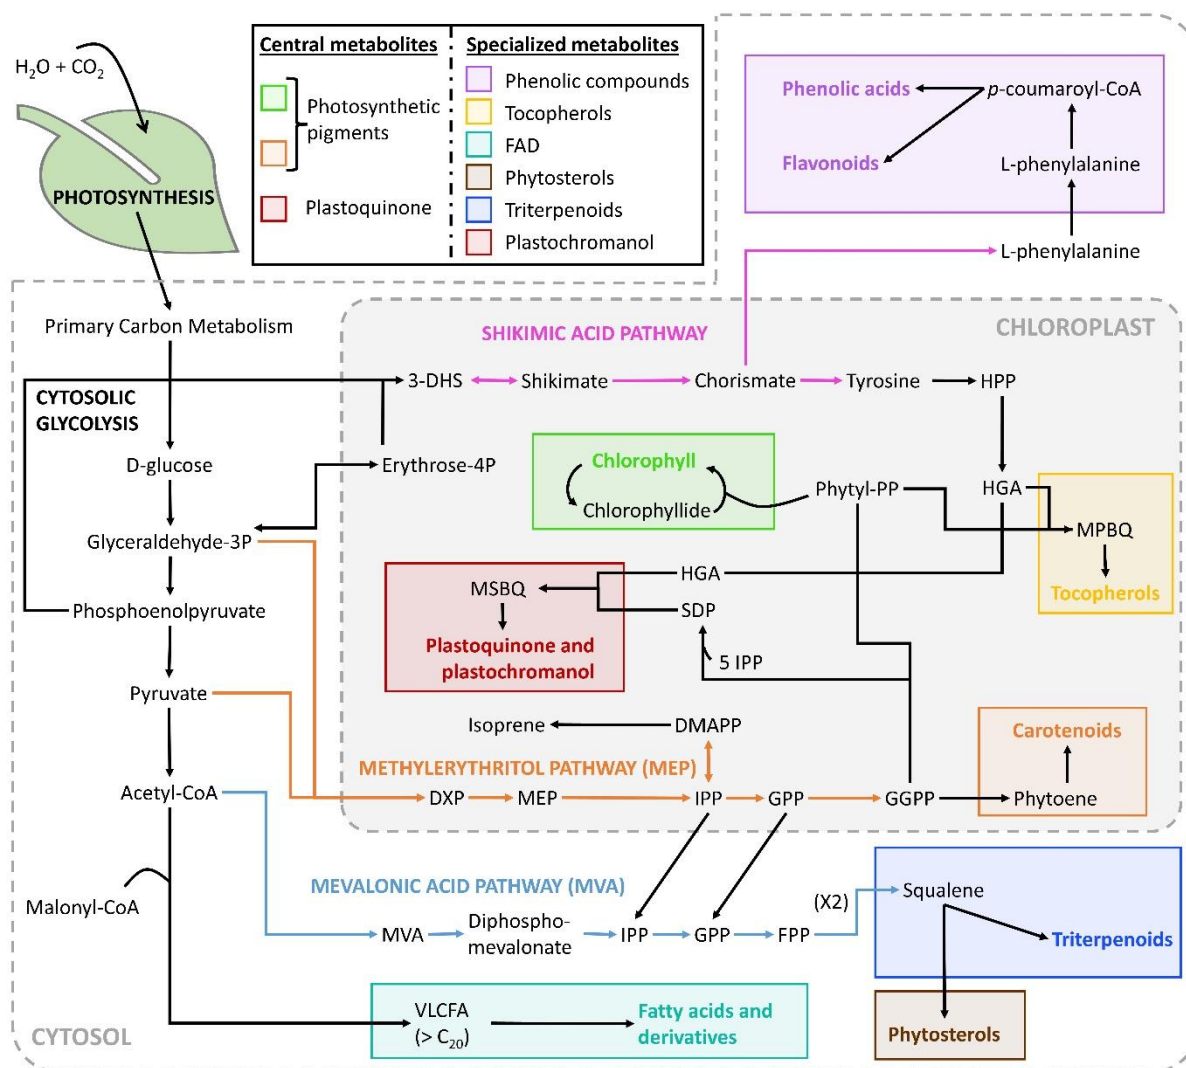 H₂O + CO₂
PHOTOSYNTHESIS
Central metabolites
Photosynthetic
pigments
Plastoquinone
Specialized metabolites
Phenolic compounds
Tocopherols
FAD
Phytosterols
Triterpenoids
Plastochromanol
Phenolic acids
p-coumaroyl-CoA
Flavonoids
L-phenylalanine
L-phenylalanine
Primary Carbon Metabolism
CYTOSOLIC
GLYCOLYSIS
D-glucose
Glyceraldehyde-3P
Phosphoenolpyruvate
Pyruvate
Acetyl-CoA
Malonyl-CoA
CYTOSOL
CHLOROPLAST
SHIKIMIC ACID PATHWAY
3-DHS
Shikimate
Chorismate
Tyrosine
HPP
Erythrose-4P
Chlorophyll
Chlorophyllide
Phytyl-PP
HGA
MPBQ
Tocopherols
MSBQ
HGA
SDP
Plastoquinone and
plastochromanol
5 IPP
Isoprene
DMAPP
METHYLERYTHRITOL PATHWAY (MEP)
DXP
MEP
IPP
GPP
GGPP
Phytoene
Carotenoids
MEVALONIC ACID PATHWAY (MVA)
MVA
Diphospho-
mevalonate
IPP
GPP
FPP
(X2)
Squalene
Triterpenoids
Phytosterols
VLCFA
(> C₂₀)
Fatty acids and
derivatives